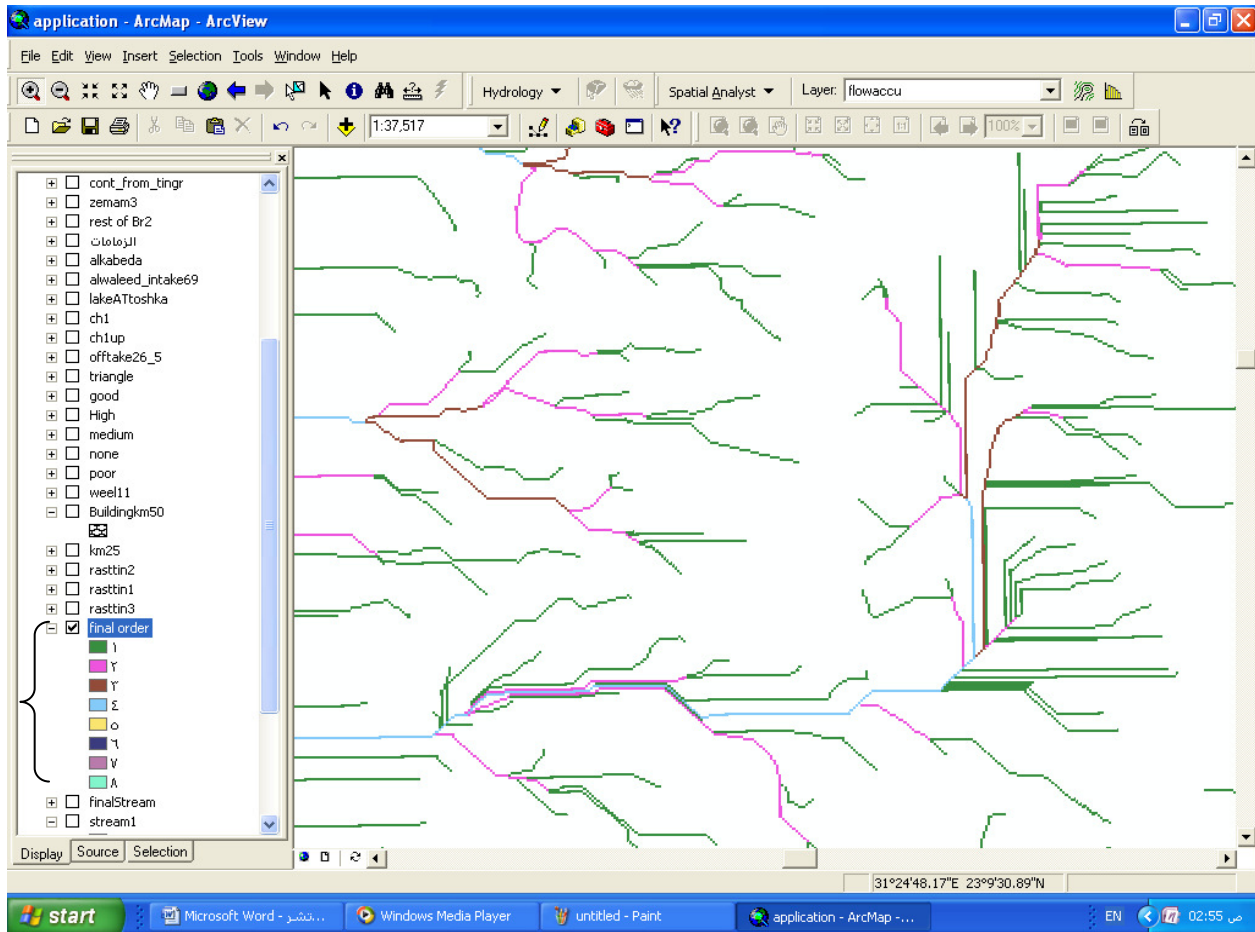 application - ArcMap - ArcView
File Edit View Insert Selection Tools Window Help
Hydrology Spatial Analyst Layer: flowaccu
1:37,517 100%
cont_from_tingr
zemam3
rest of Br2
الزمامات
alkabeda
alwaleed_intake69
lakeATtoshka
ch1
ch1up
offtake26_5
triangle
good
High
medium
none
poor
weel11
Buildingkm50
km25
rasttin2
rasttin1
rasttin3
final order
١
٢
٣
٤
٥
٦
٧
٨
finalStream
stream1
Display Source Selection
31°24'48.17"E 23°9'30.89"N
start Microsoft Word - تتشر... Windows Media Player untitled - Paint application - ArcMap -... EN 02:55 ص